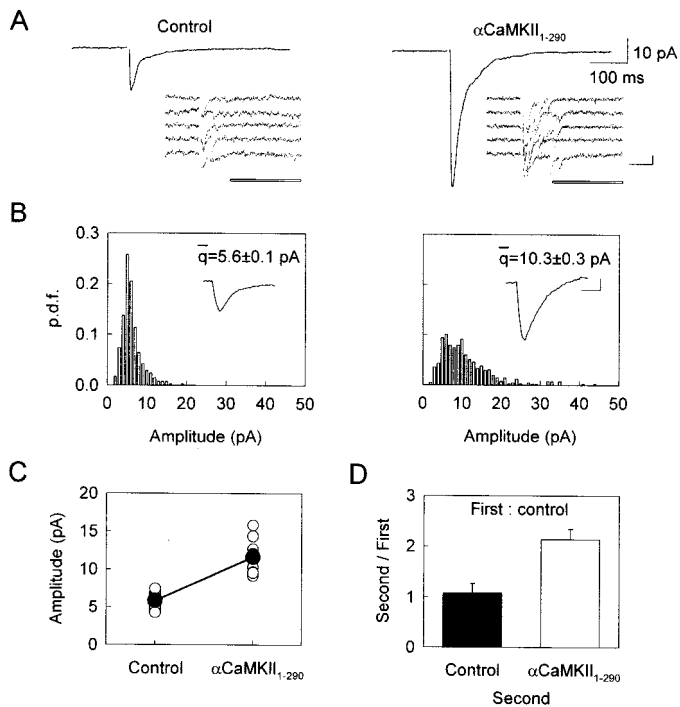 A
Control
αCaMKII1-290
10 pA
100 ms
B
p.d.f.
0.3
0.2
0.1
0.0
q̅=5.6±0.1 pA
0 10 20 30 40 50
Amplitude (pA)
q̅=10.3±0.3 pA
0 10 20 30 40 50
Amplitude (pA)
C
Amplitude (pA)
20
15
10
5
0
Control αCaMKII1-290
D
Second / First
3
2
1
0
First : control
Control αCaMKII1-290
Second